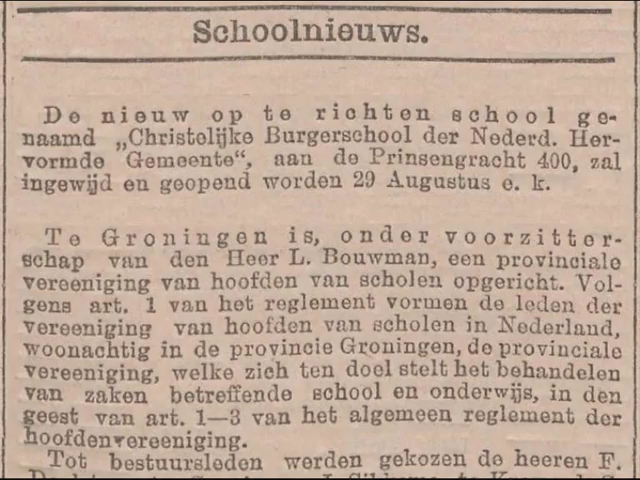 Schoolnieuws.
De nieuw op te richten school ge-
naamd „Christelijke Burgerschool der Nederd. Her-
vormde Gemeente“, aan de Prinsengracht 400, zal
ingewijd en geopend worden 29 Augustus e. k.
Te Groningen is, onder voorzitter-
schap van den Heer L. Bouwman, een provinciale
vereeniging van hoofden van scholen opgericht. Vol-
gens art. 1 van het reglement vormen de leden der
vereeniging van hoofden van scholen in Nederland,
woonachtig in de provincie Groningen, de provinciale
vereeniging, welke zich ten doel stelt het behandelen
van zaken betreffende school en onderwijs, in den
geest van art. 1—3 van het algemeen reglement der
hoofdenvereeniging.
Tot bestuursleden werden gekozen de heeren F.